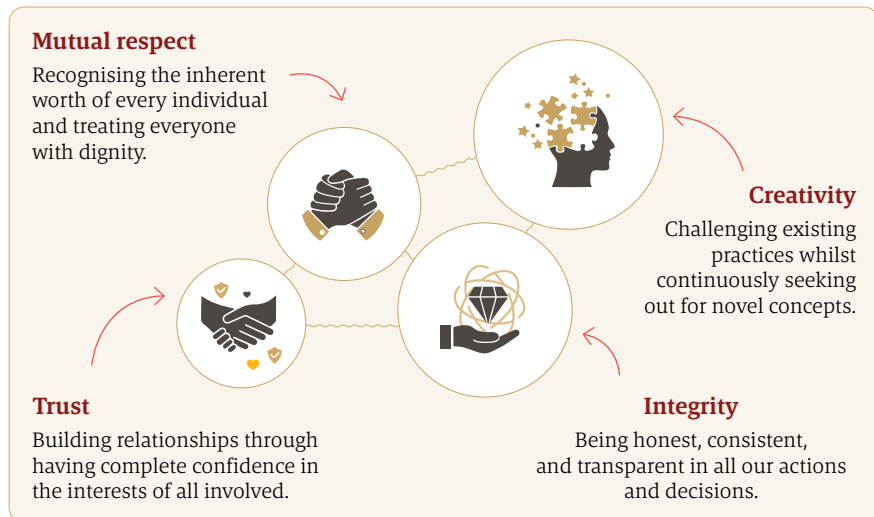 Mutual respect
Recognising the inherent
worth of every individual
and treating everyone
with dignity.
Creativity
Challenging existing
practices whilst
continuously seeking
out for novel concepts.
Trust
Building relationships through
having complete confidence in
the interests of all involved.
Integrity
Being honest, consistent,
and transparent in all our actions
and decisions.